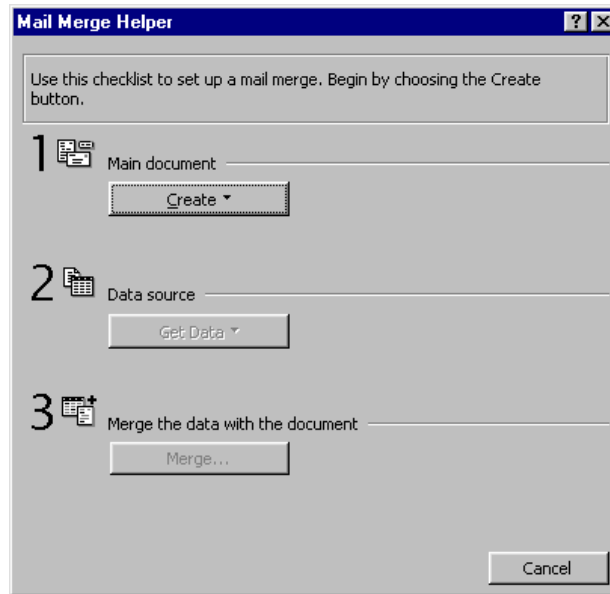 Mail Merge Helper
Use this checklist to set up a mail merge. Begin by choosing the Create
button.
1 Main document
Create
2 Data source
Get Data
3 Merge the data with the document
Merge...
Cancel